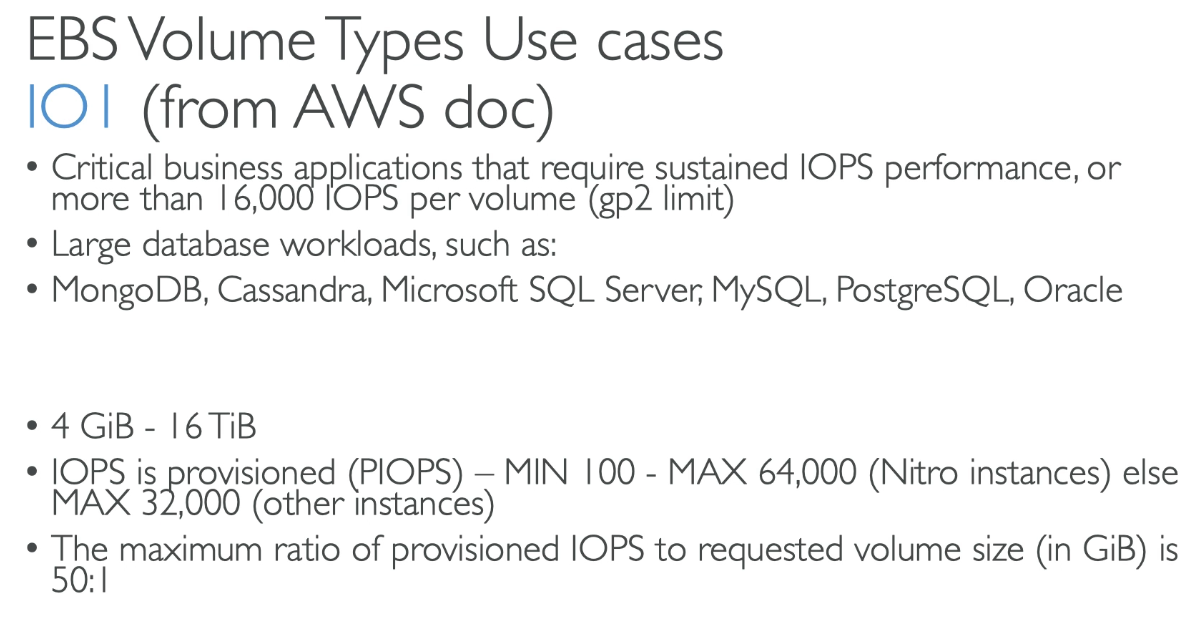 EBS Volume Types Use cases
IO1 (from AWS doc)
• Critical business applications that require sustained IOPS performance, or
more than 16,000 IOPS per volume (gp2 limit)
• Large database workloads, such as:
• MongoDB, Cassandra, Microsoft SQL Server, MySQL, PostgreSQL, Oracle
• 4 GiB - 16 TiB
• IOPS is provisioned (PIOPS) – MIN 100 - MAX 64,000 (Nitro instances) else
MAX 32,000 (other instances)
• The maximum ratio of provisioned IOPS to requested volume size (in GiB) is
50:1